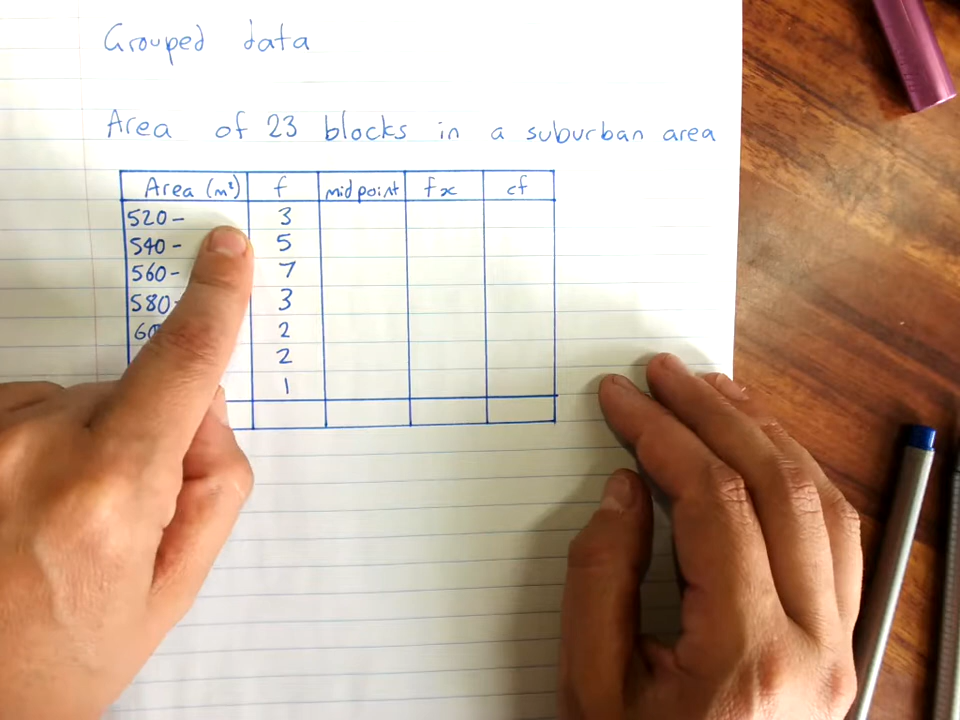 Grouped data
Area of 23 blocks in a suburban area
Area (m²) f midpoint fx cf
520- 3
540- 5
560- 7
580- 3
2
2
1